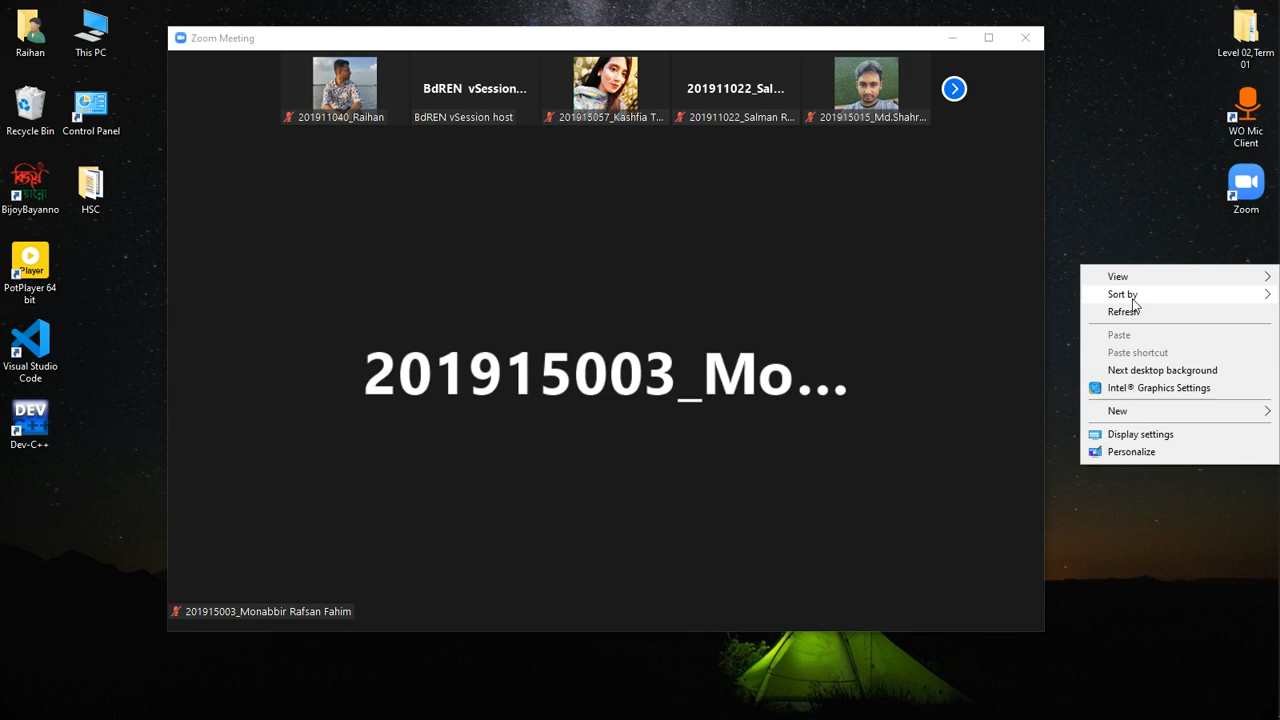 Raihan
This PC
Recycle Bin
Control Panel
BijoyBayanno
HSC
Player
PotPlayer 64
bit
Visual Studio
Code
DEV
C++
Dev-C++
Zoom Meeting
201911040_Raihan
BdREN vSession...
BdREN vSession host
201915057_Kashfia T...
201911022_Sal...
201911022_Salman R...
201915015_Md.Shahr...
201915003_Mo...
201915003_Monabbir Rafsan Fahim
Level 02,Term
01
WO Mic
Client
Zoom
View
Sort by
Refresh
Paste
Paste shortcut
Next desktop background
Intel® Graphics Settings
New
Display settings
Personalize